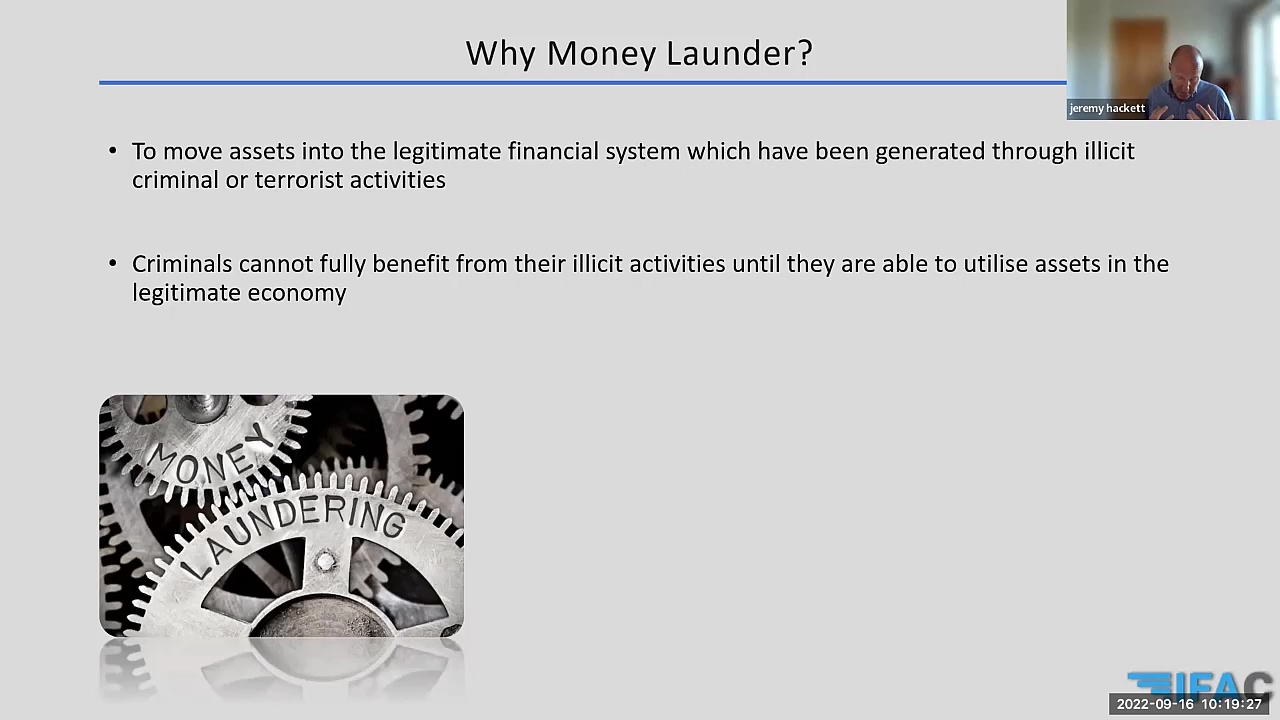 Why Money Launder?
jeremy hackett
• To move assets into the legitimate financial system which have been generated through illicit
criminal or terrorist activities
• Criminals cannot fully benefit from their illicit activities until they are able to utilise assets in the
legitimate economy
MONEY
LAUNDERING
IFAC
2022-09-16 10:19:27